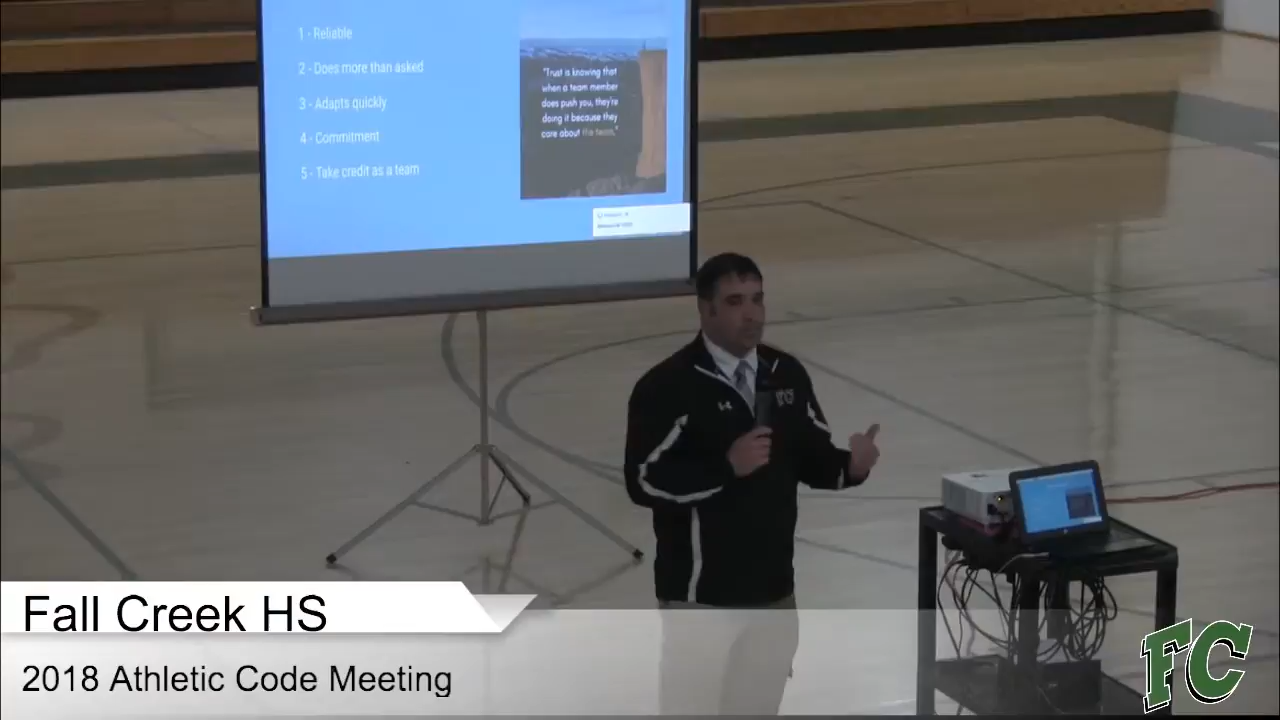 1 - Reliable
2 - Does more than asked
3 - Adapts quickly
4 - Commitment
5 - Take credit as a team
"Trust is knowing that
when a team member
does push you, they're
doing it because they
care about the team."
FC
Fall Creek HS
2018 Athletic Code Meeting
FC